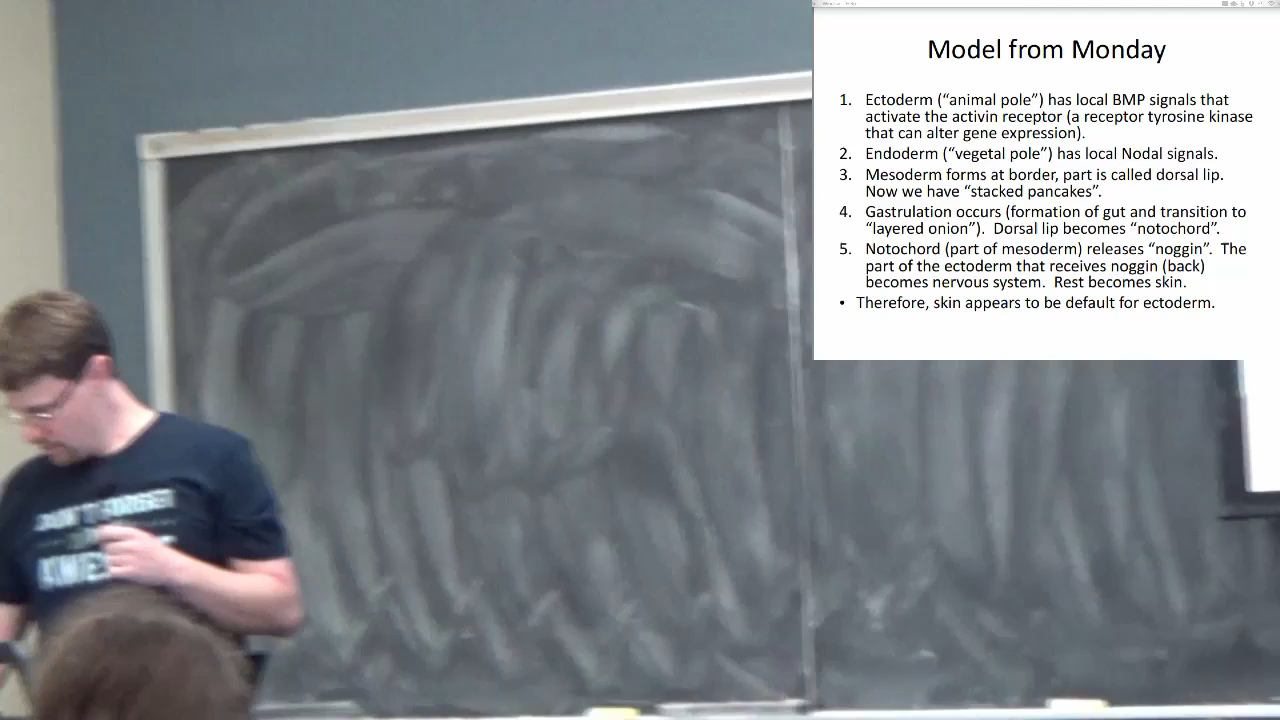 Model from Monday
1. Ectoderm (“animal pole”) has local BMP signals that
activate the activin receptor (a receptor tyrosine kinase
that can alter gene expression).
2. Endoderm (“vegetal pole”) has local Nodal signals.
3. Mesoderm forms at border, part is called dorsal lip.
Now we have “stacked pancakes”.
4. Gastrulation occurs (formation of gut and transition to
“layered onion”). Dorsal lip becomes “notochord”.
5. Notochord (part of mesoderm) releases “noggin”. The
part of the ectoderm that receives noggin (back)
becomes nervous system. Rest becomes skin.
• Therefore, skin appears to be default for ectoderm.